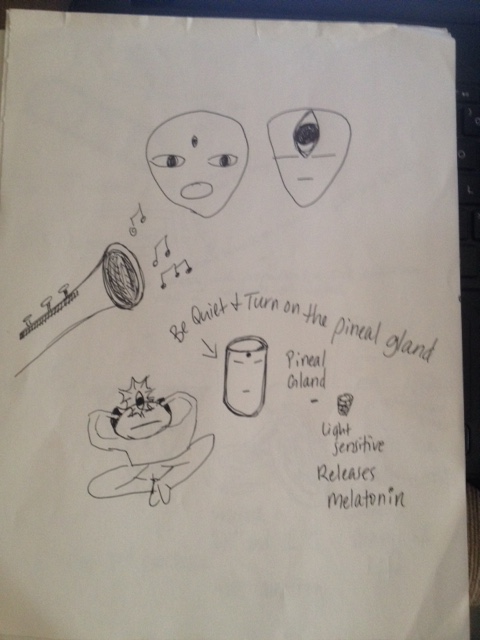 Be Quiet & Turn on the pineal gland
Pineal
Gland
Light
Sensitive
Releases
Melatonin